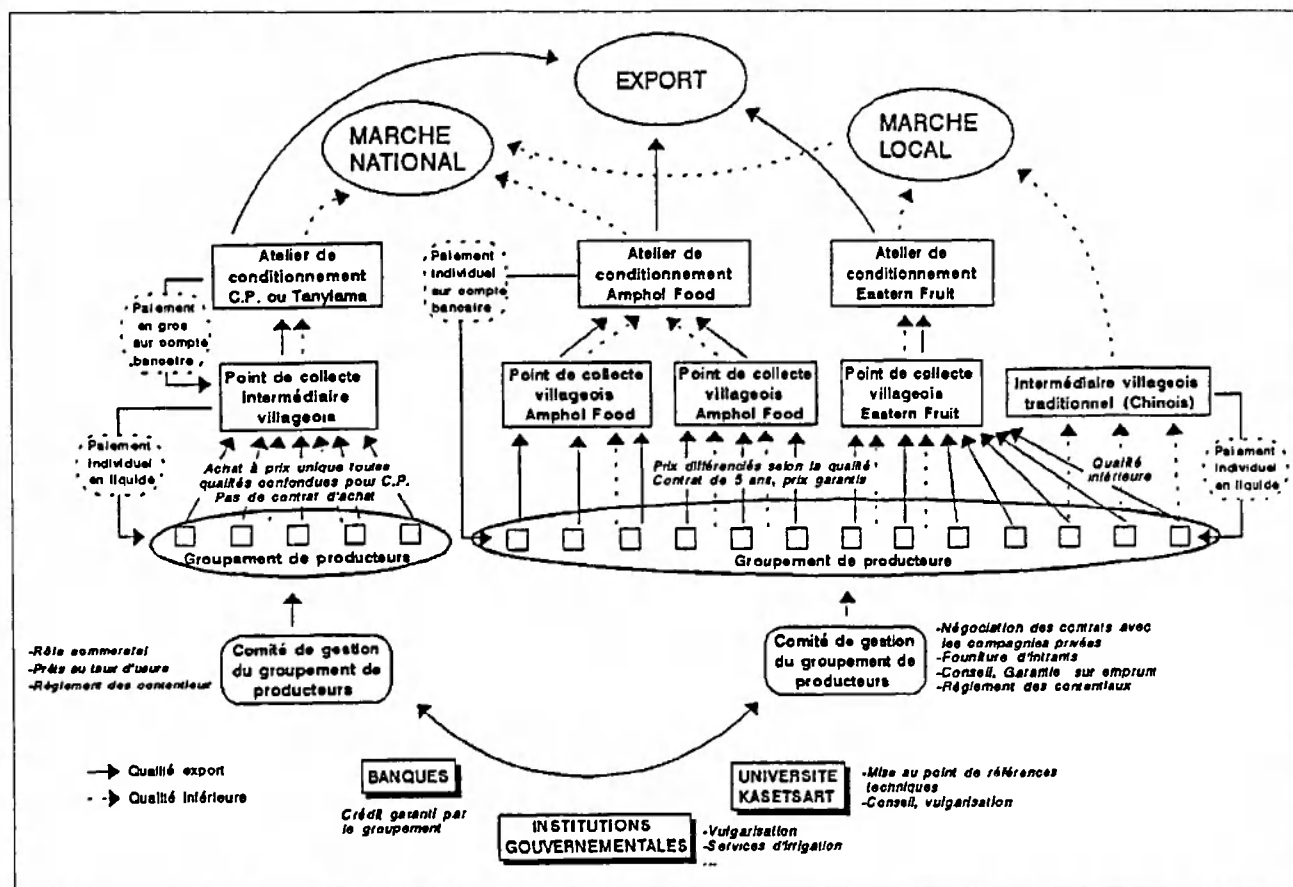 EXPORT
MARCHE
NATIONAL
MARCHE
LOCAL
Atelier de
conditionnement
C.P. ou Tanylama
Paiement
individuel
sur compte
bancaire
Atelier de
conditionnement
Amphol Food
Atelier de
conditionnement
Eastern Fruit
Paiement
en gros
sur compte
bancaire
Point de collecte
Intermédiaire
villageois
Point de collecte
villageois
Amphol Food
Point de collecte
villageois
Amphol Food
Point de collecte
villageois
Eastern Fruit
Intermédiaire villageois
traditionnel (Chinois)
Paiement
individuel
en liquide
Achat à prix unique toutes
qualités confondues pour C.P.
Pas de contrat d'achat
Prix différenciés selon la qualité
Contrat de 5 ans, prix garantis
Qualité
inférieure
Paiement
individuel
en liquide
Groupement de producteurs
Groupement de producteurs
-Rôle commercial
-Prêts au taux d'usure
-Règlement des contentieux
Comité de gestion
du groupement de
producteurs
Comité de gestion
du groupement de
producteurs
-Négociation des contrats avec
les compagnies privées
-Founiture d'intrants
-Conseil, Garantie sur emprunt
-Règlement des contentiaux
Qualité export
Qualité inférieure
BANQUES
Crédit garanti par
le groupement
INSTITUTIONS
GOUVERNEMENTALES
-Vulgarisation
-Services d'irrigation
...
UNIVERSITE
KASETSART
-Mise au point de références
techniques
-Conseil, vulgarisation